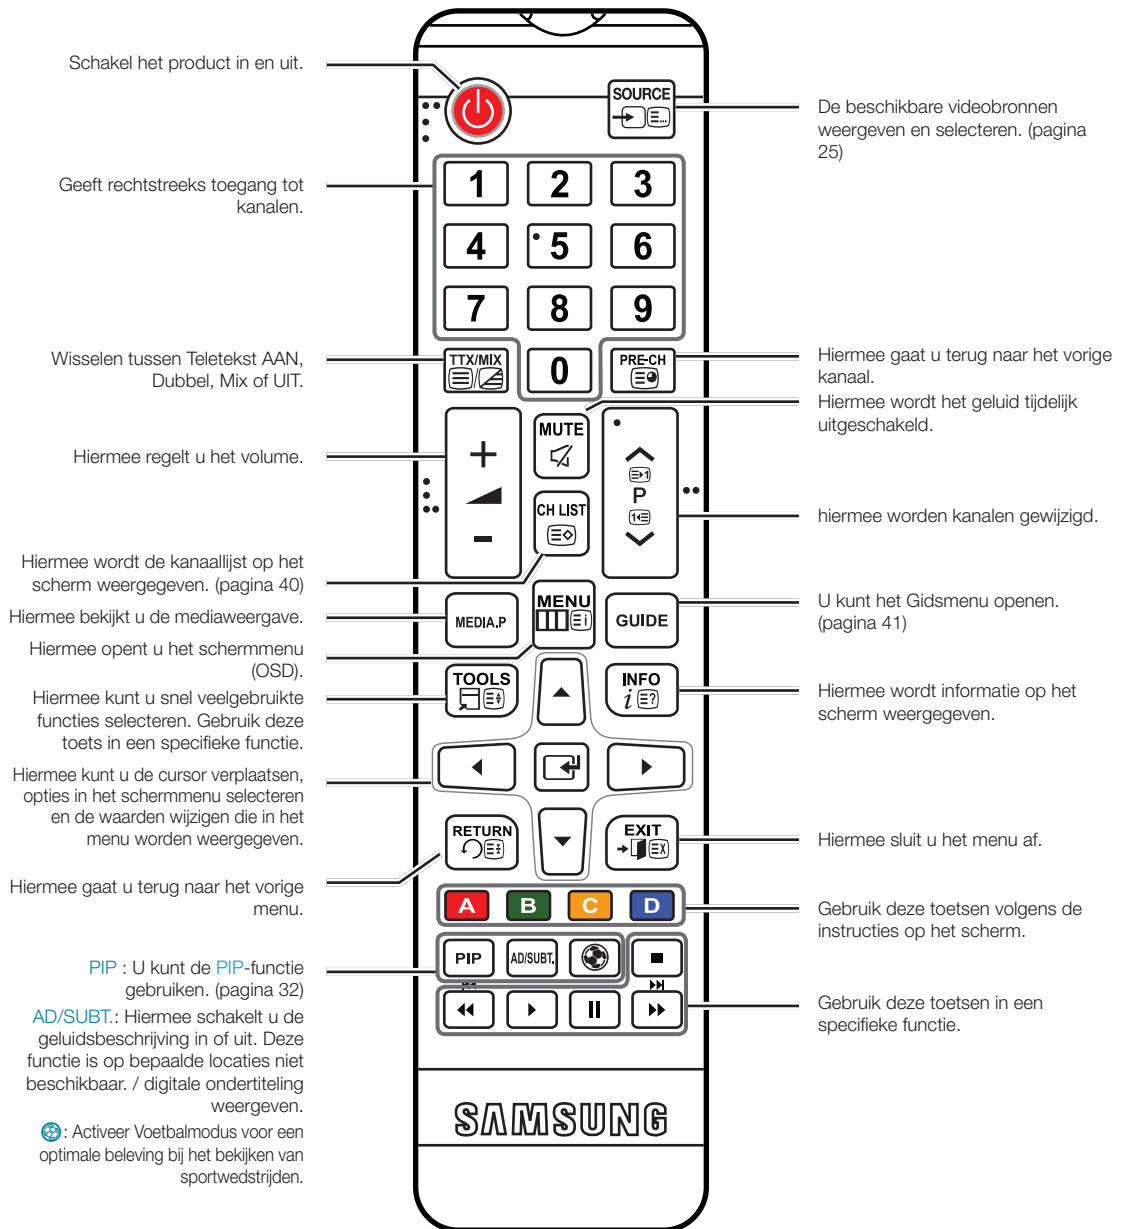 Schakel het product in en uit.
SOURCE
De beschikbare videobronnen
weergeven en selecteren. (pagina
25)
Geeft rechtstreeks toegang tot
kanalen.
1 2 3
4 5 6
7 8 9
0
Wisselen tussen Teletekst AAN,
Dubbel, Mix of UIT.
TTX/MIX
PRE-CH
Hiermee gaat u terug naar het vorige
kanaal.
Hiermee wordt het geluid tijdelijk
uitgeschakeld.
MUTE
Hiermee regelt u het volume.
+
-
P
hiermee worden kanalen gewijzigd.
CH LIST
Hiermee wordt de kanaallijst op het
scherm weergegeven. (pagina 40)
Hiermee bekijkt u de mediaweergave.
MEDIA.P
MENU
GUIDE
U kunt het Gidsmenu openen.
(pagina 41)
Hiermee opent u het schermmenu
(OSD).
TOOLS
INFO
Hiermee kunt u snel veelgebruikte
functies selecteren. Gebruik deze
toets in een specifieke functie.
Hiermee wordt informatie op het
scherm weergegeven.
Hiermee kunt u de cursor verplaatsen,
opties in het schermmenu selecteren
en de waarden wijzigen die in het
menu worden weergegeven.
RETURN
EXIT
Hiermee sluit u het menu af.
Hiermee gaat u terug naar het vorige
menu.
A B C D
Gebruik deze toetsen volgens de
instructies op het scherm.
PIP AD/SUBT.
PIP : U kunt de PIP-functie
gebruiken. (pagina 32)
AD/SUBT.: Hiermee schakelt u de
geluidsbeschrijving in of uit. Deze
functie is op bepaalde locaties niet
beschikbaar. / digitale ondertiteling
weergeven.
: Activeer Voetbalmodus voor een
optimale beleving bij het bekijken van
sportwedstrijden.
Gebruik deze toetsen in een
specifieke functie.
SAMSUNG